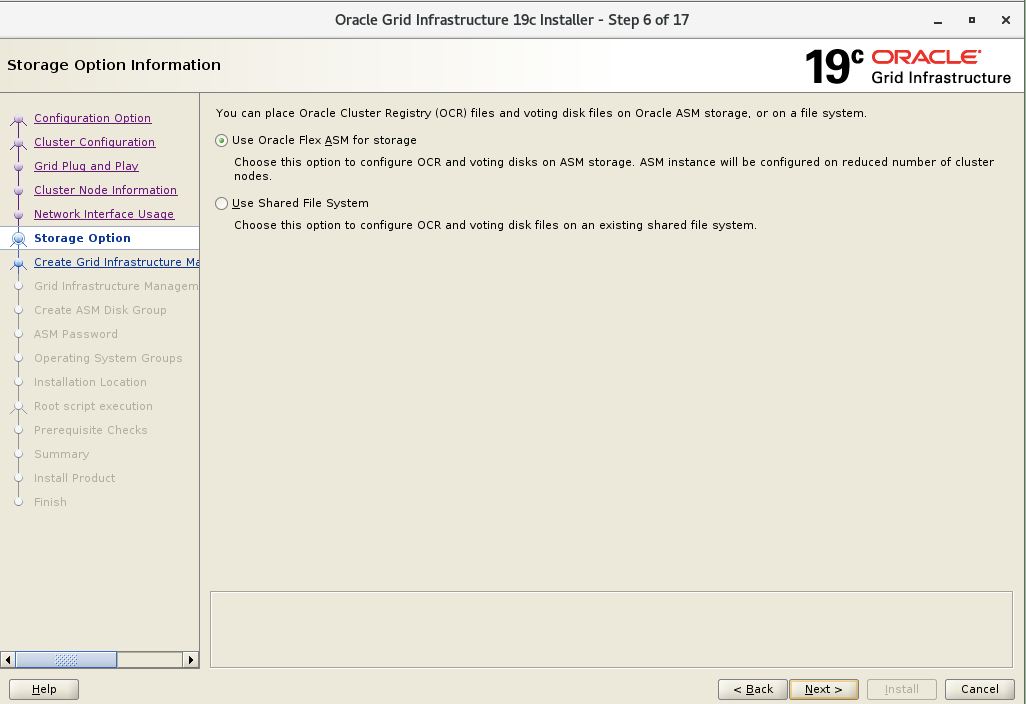 Oracle Grid Infrastructure 19c Installer - Step 6 of 17
Storage Option Information
19c ORACLE
Grid Infrastructure
Configuration Option
Cluster Configuration
Grid Plug and Play
Cluster Node Information
Network Interface Usage
Storage Option
Create Grid Infrastructure Ma
Grid Infrastructure Managem
Create ASM Disk Group
ASM Password
Operating System Groups
Installation Location
Root script execution
Prerequisite Checks
Summary
Install Product
Finish
You can place Oracle Cluster Registry (OCR) files and voting disk files on Oracle ASM storage, or on a file system.
Use Oracle Flex ASM for storage
Choose this option to configure OCR and voting disks on ASM storage. ASM instance will be configured on reduced number of cluster
nodes.
Use Shared File System
Choose this option to configure OCR and voting disk files on an existing shared file system.
Help
< Back
Next >
Install
Cancel